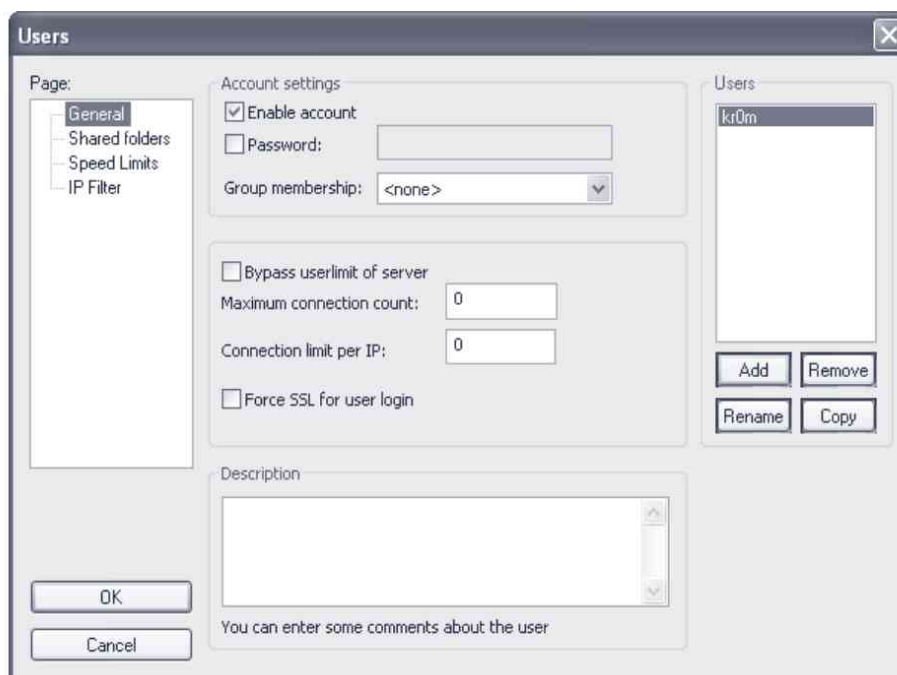 Users
Page:
General
Shared folders
Speed Limits
IP Filter
OK
Cancel
Account settings
Enable account
Password:
Group membership: <none>
Bypass userlimit of server
Maximum connection count: 0
Connection limit per IP: 0
Force SSL for user login
Description
You can enter some comments about the user
Users
kr0m
Add Remove
Rename Copy